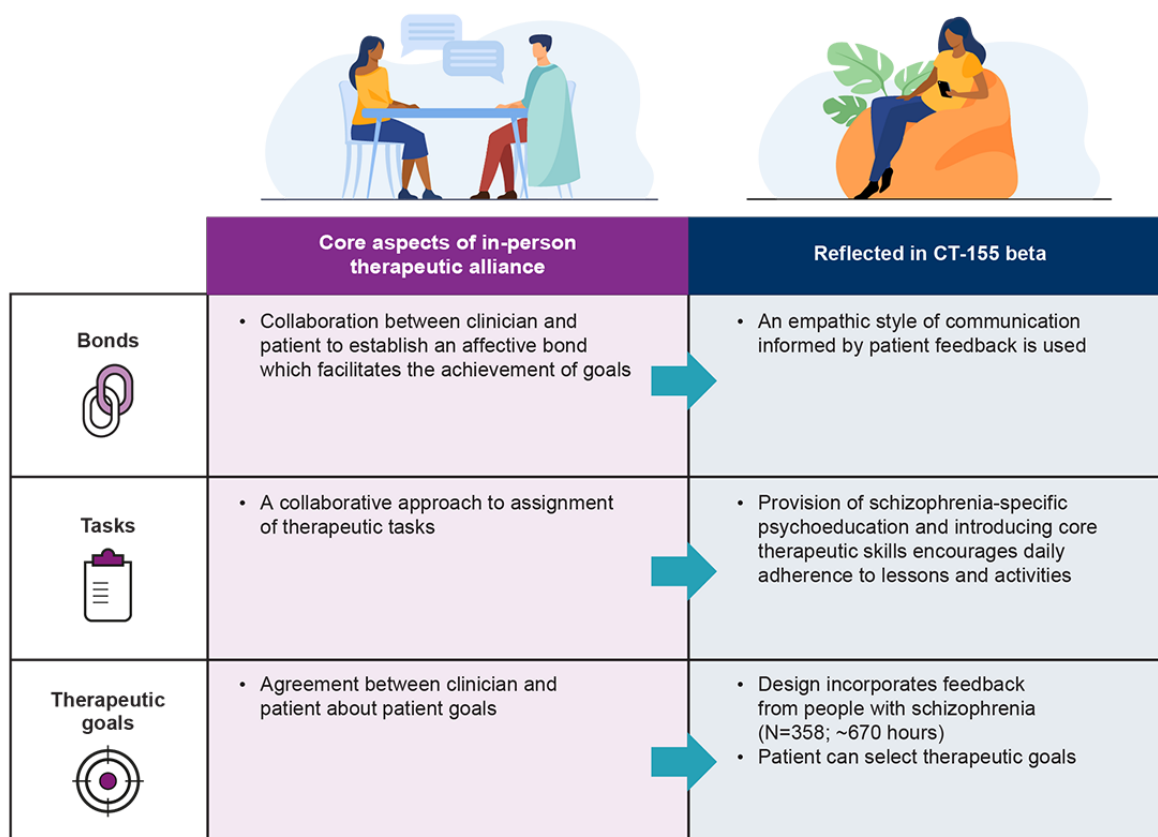 Core aspects of in-person
therapeutic alliance
Reflected in CT-155 beta
Bonds
• Collaboration between clinician and
patient to establish an affective bond
which facilitates the achievement of goals
• An empathic style of communication
informed by patient feedback is used
Tasks
• A collaborative approach to assignment
of therapeutic tasks
• Provision of schizophrenia-specific
psychoeducation and introducing core
therapeutic skills encourages daily
adherence to lessons and activities
Therapeutic
goals
• Agreement between clinician and
patient about patient goals
• Design incorporates feedback
from people with schizophrenia
(N=358; ~670 hours)
• Patient can select therapeutic goals